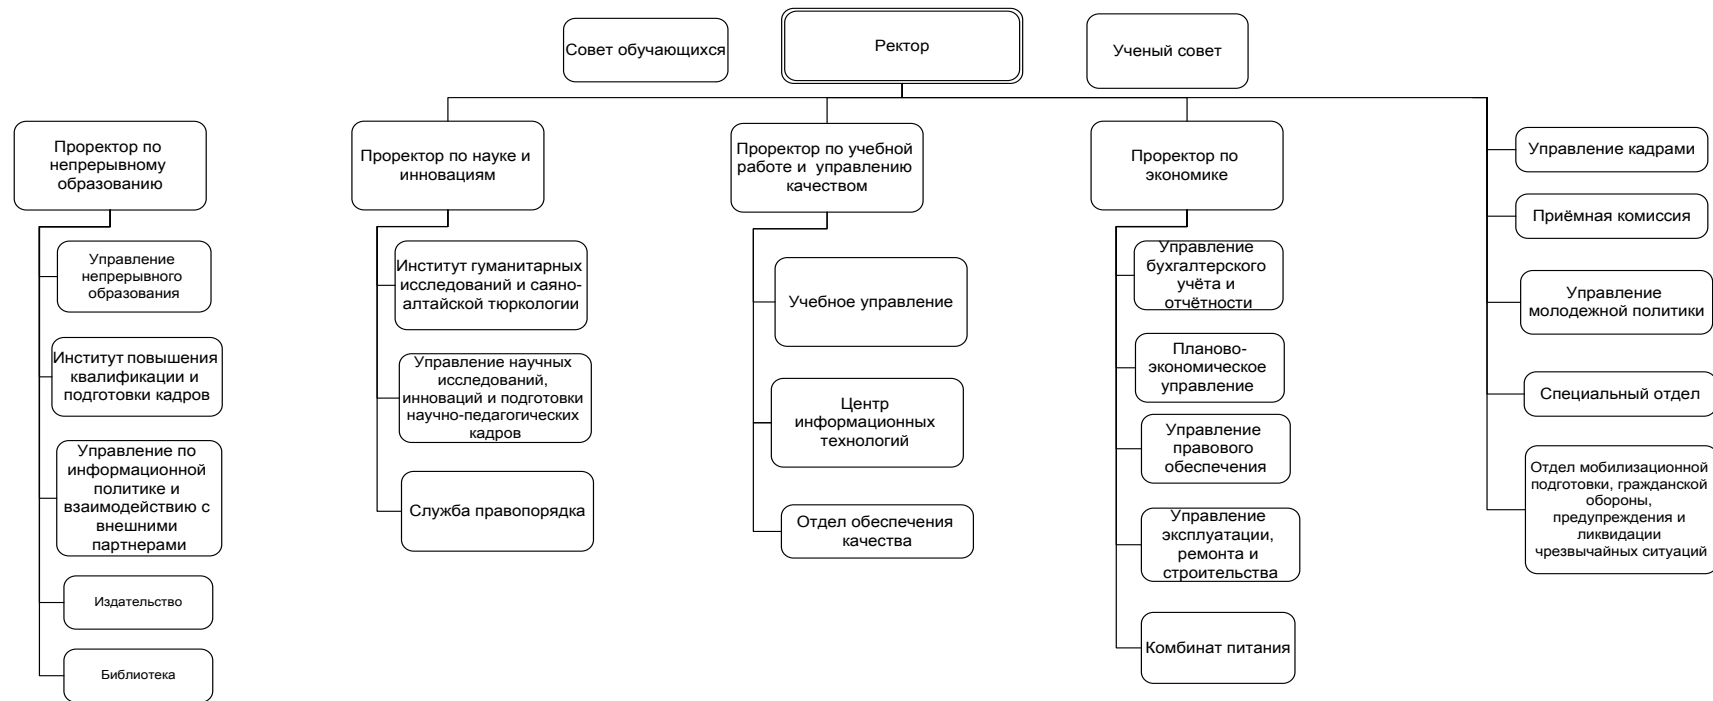 Совет обучающихся
Ректор
Ученый совет
Проректор по
непрерывному
образованию
Управление
непрерывного
образования
Институт повышения
квалификации и
подготовки кадров
Управление по
информационной
политике и
взаимодействию с
внешними
партнерами
Издательство
Библиотека
Проректор по науке и
инновациям
Институт гуманитарных
исследований и саяно-
алтайской тюркологии
Управление научных
исследований,
инноваций и подготовки
научно-педагогических
кадров
Служба правопорядка
Проректор по учебной
работе и управлению
качеством
Учебное управление
Центр
информационных
технологий
Отдел обеспечения
качества
Проректор по
экономике
Управление
бухгалтерского
учёта и
отчётности
Планово-
экономическое
управление
Управление
правового
обеспечения
Управление
эксплуатации,
ремонта и
строительства
Комбинат питания
Управление кадрами
Приёмная комиссия
Управление
молодежной политики
Специальный отдел
Отдел мобилизационной
подготовки, гражданской
обороны,
предупреждения и
ликвидации
чрезвычайных ситуаций